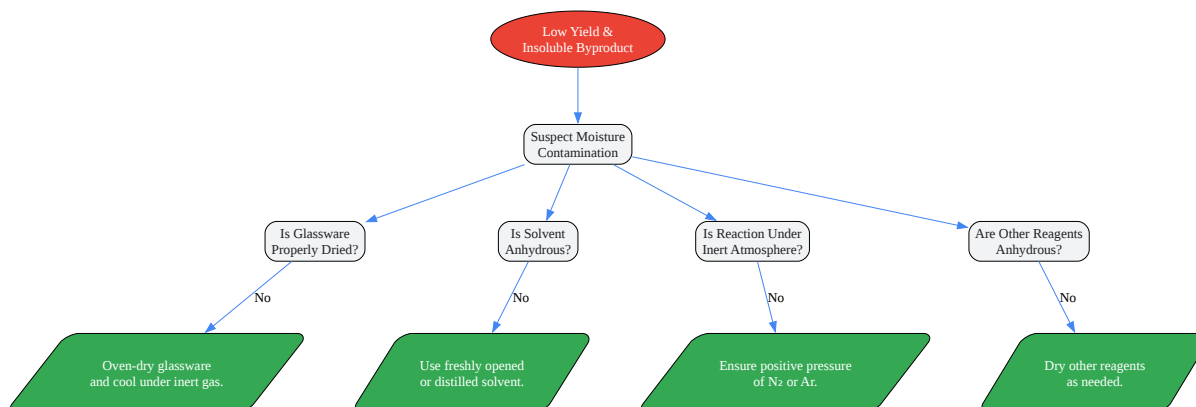 Low Yield &
Insoluble Byproduct
Suspect Moisture
Contamination
Is Glassware
Properly Dried?
Is Solvent
Anhydrous?
Is Reaction Under
Inert Atmosphere?
Are Other Reagents
Anhydrous?
No
No
No
No
Oven-dry glassware
and cool under inert gas.
Use freshly opened
or distilled solvent.
Ensure positive pressure
of N₂ or Ar.
Dry other reagents
as needed.